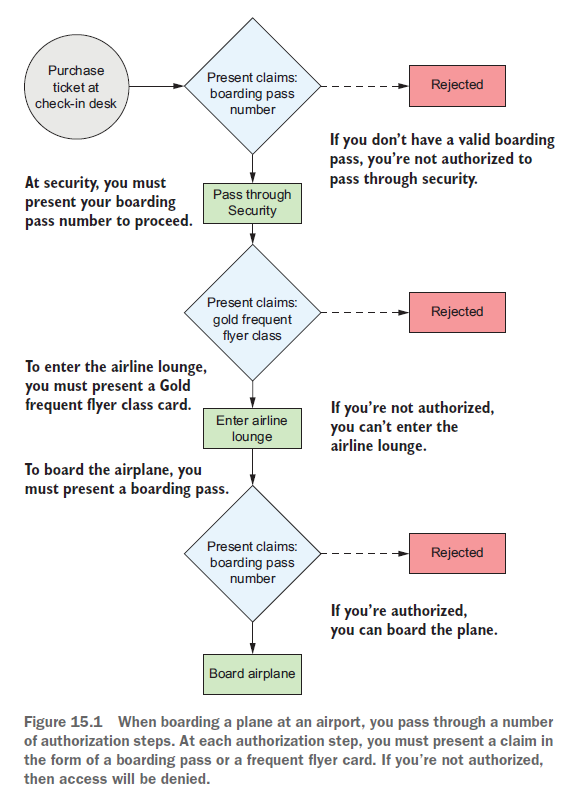 Purchase
ticket at
check-in desk
Present claims:
boarding pass
number
Rejected
If you don’t have a valid boarding
pass, you’re not authorized to
pass through security.
At security, you must
present your boarding
pass number to proceed.
Pass through
Security
Present claims:
gold frequent
flyer class
Rejected
To enter the airline lounge,
you must present a Gold
frequent flyer class card.
If you’re not authorized,
you can’t enter the
airline lounge.
Enter airline
lounge
To board the airplane, you
must present a boarding pass.
Present claims:
boarding pass
number
Rejected
If you’re authorized,
you can board the plane.
Board airplane
Figure 15.1 When boarding a plane at an airport, you pass through a number
of authorization steps. At each authorization step, you must present a claim in
the form of a boarding pass or a frequent flyer card. If you’re not authorized,
then access will be denied.